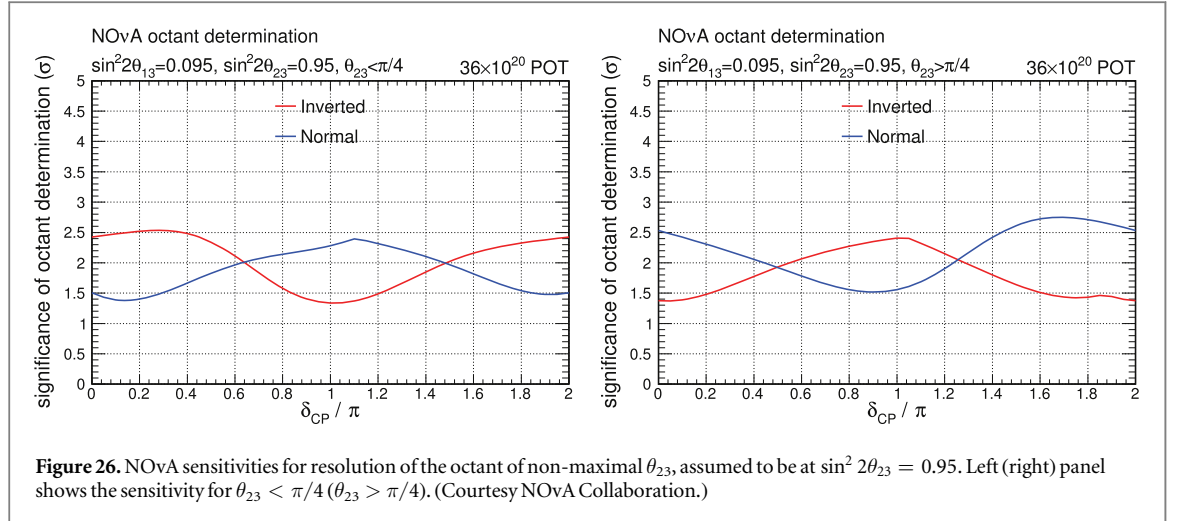 NOνA octant determination
sin²2θ₁₃=0.095, sin²2θ₂₃=0.95, θ₂₃<π/4 36×10²⁰ POT
significance of octant determination (σ)
5
4.5
4
3.5
3
2.5
2
1.5
1
0.5
0
Inverted
Normal
0 0.2 0.4 0.6 0.8 1 1.2 1.4 1.6 1.8 2
δCP / π
NOνA octant determination
sin²2θ₁₃=0.095, sin²2θ₂₃=0.95, θ₂₃>π/4 36×10²⁰ POT
significance of octant determination (σ)
5
4.5
4
3.5
3
2.5
2
1.5
1
0.5
0
Inverted
Normal
0 0.2 0.4 0.6 0.8 1 1.2 1.4 1.6 1.8 2
δCP / π
Figure 26. NOνA sensitivities for resolution of the octant of non-maximal θ₂₃, assumed to be at sin² 2θ₂₃ = 0.95. Left (right) panel
shows the sensitivity for θ₂₃ < π/4 (θ₂₃ > π/4). (Courtesy NOνA Collaboration.)